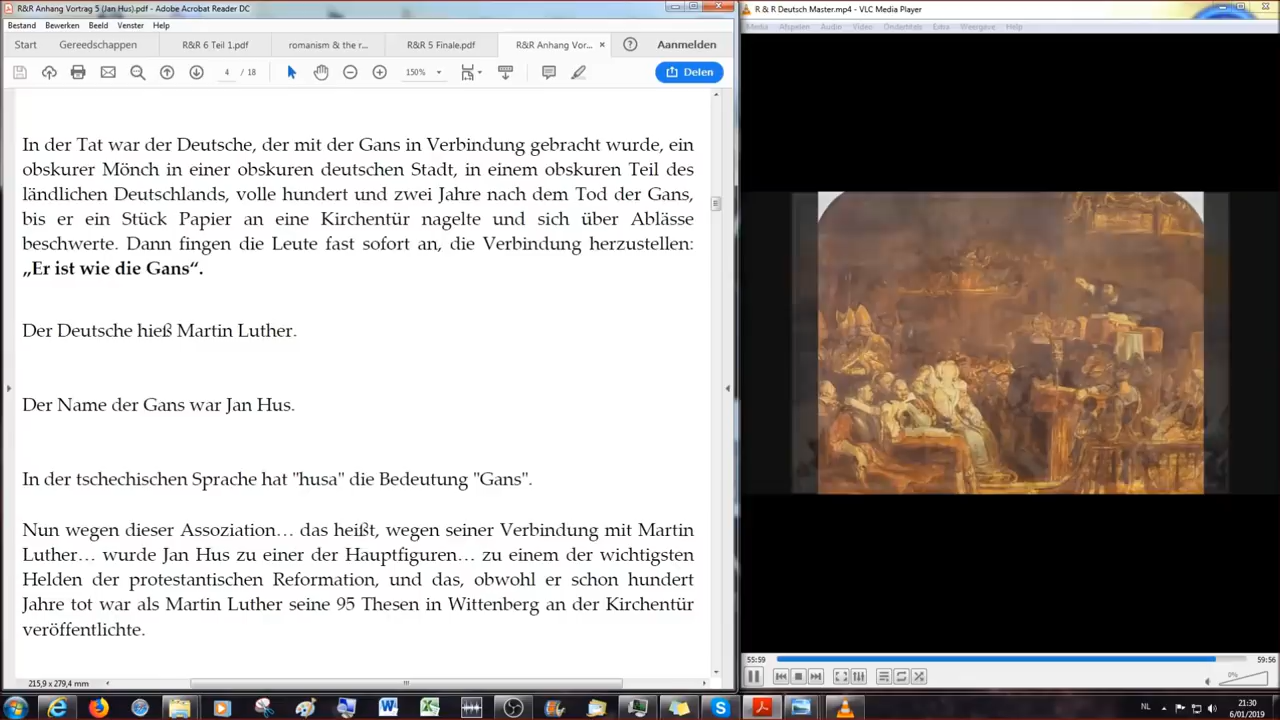 R&R Anhang Vortrag 5 (Jan Hus).pdf - Adobe Acrobat Reader DC
Bestand Bewerken Beeld Venster Help
Start Gereedschappen R&R 6 Teil 1.pdf romanism & the r... R&R 5 Finale.pdf R&R Anhang Vor... × ? Aanmelden
4 / 18 150% Delen
In der Tat war der Deutsche, der mit der Gans in Verbindung gebracht wurde, ein
obskurer Mönch in einer obskuren deutschen Stadt, in einem obskuren Teil des
ländlichen Deutschlands, volle hundert und zwei Jahre nach dem Tod der Gans,
bis er ein Stück Papier an eine Kirchentür nagelte und sich über Ablässe
beschwerte. Dann fingen die Leute fast sofort an, die Verbindung herzustellen:
„Er ist wie die Gans“.
Der Deutsche hieß Martin Luther.
Der Name der Gans war Jan Hus.
In der tschechischen Sprache hat "husa" die Bedeutung "Gans".
Nun wegen dieser Assoziation… das heißt, wegen seiner Verbindung mit Martin
Luther… wurde Jan Hus zu einer der Hauptfiguren… zu einem der wichtigsten
Helden der protestantischen Reformation, und das, obwohl er schon hundert
Jahre tot war als Martin Luther seine 95 Thesen in Wittenberg an der Kirchentür
veröffentlichte.
215,9 x 279,4 mm
R & R Deutsch Master.mp4 - VLC Media Player
Media Afspelen Audio Video Ondertiteling Extra Weergave Help
55:59 59:56
0%
NL 21:30
6/01/2019